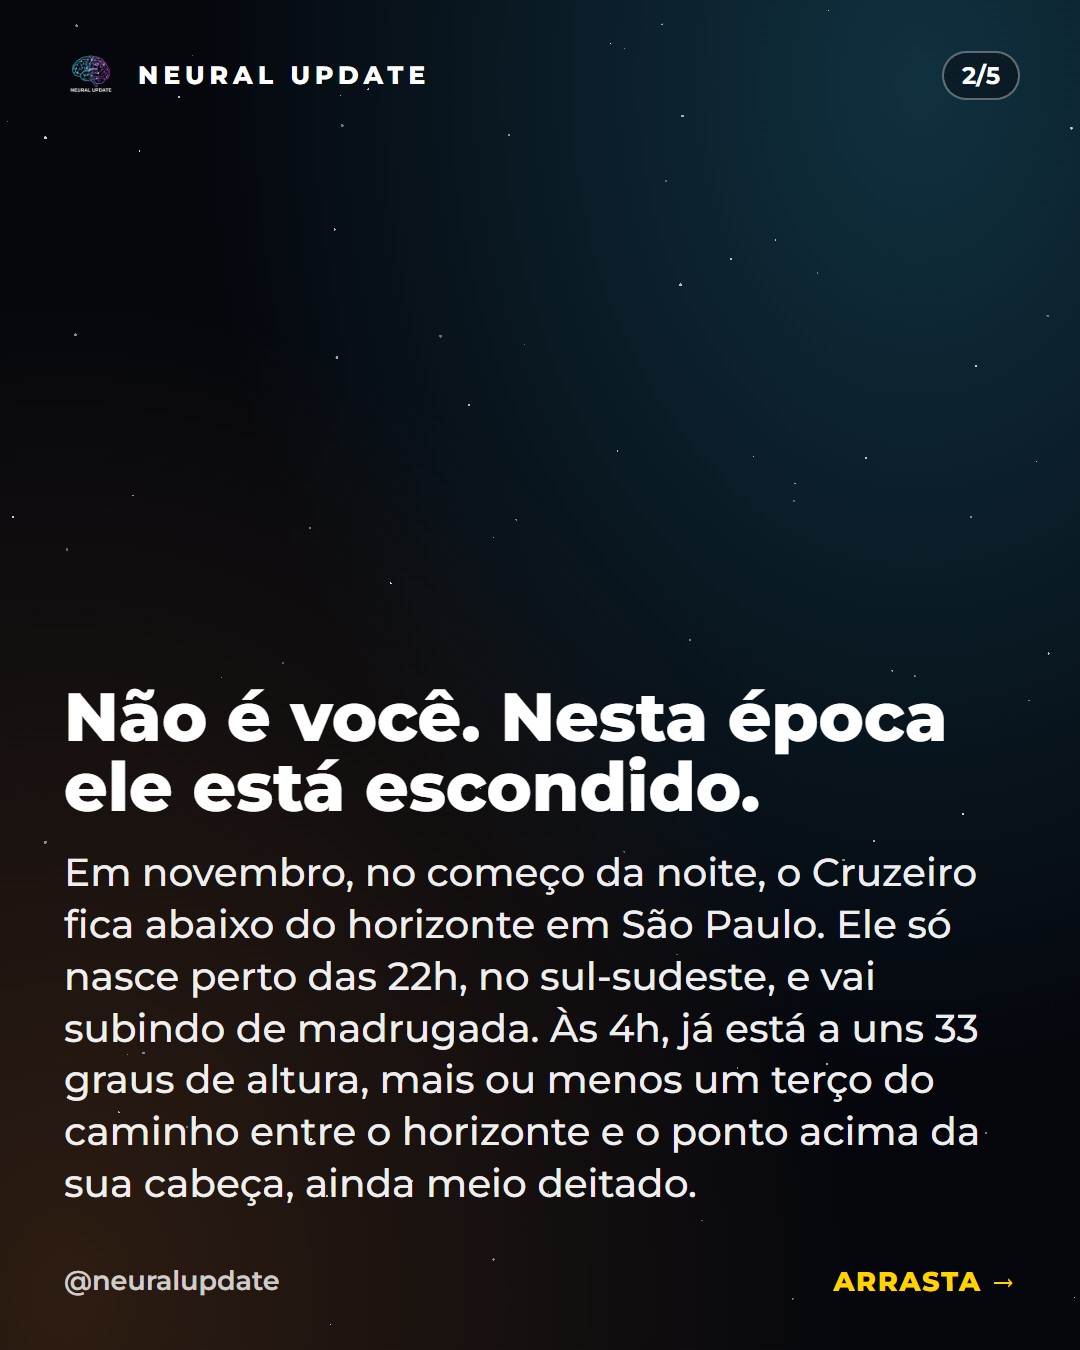 NEURAL UPDATE
NEURAL UPDATE
2/5
Não é você. Nesta época
ele está escondido.
Em novembro, no começo da noite, o Cruzeiro
fica abaixo do horizonte em São Paulo. Ele só
nasce perto das 22h, no sul-sudeste, e vai
subindo de madrugada. Às 4h, já está a uns 33
graus de altura, mais ou menos um terço do
caminho entre o horizonte e o ponto acima da
sua cabeça, ainda meio deitado.
@neuralupdate
ARRASTA →